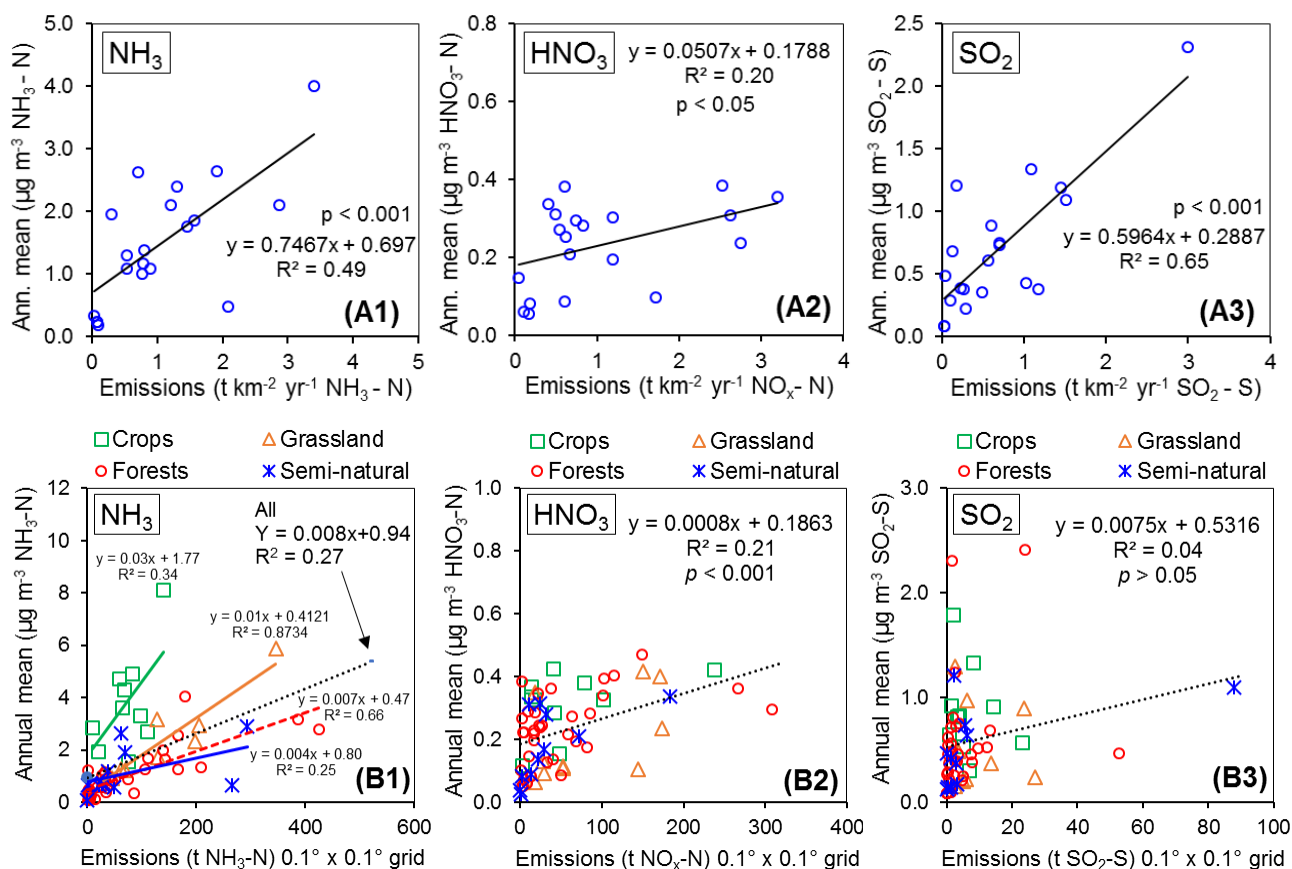 NH₃
Ann. mean (µg m⁻³ NH₃- N)
5.0
4.0
3.0
2.0
1.0
0.0
p < 0.001
y = 0.7467x + 0.697
R² = 0.49
(A1)
0 1 2 3 4 5
Emissions (t km⁻² yr⁻¹ NH₃ - N)
HNO₃
Ann. mean (µg m⁻³ HNO₃- N)
0.8
0.6
0.4
0.2
0.0
y = 0.0507x + 0.1788
R² = 0.20
p < 0.05
(A2)
0 1 2 3 4
Emissions (t km⁻² yr⁻¹ NOₓ- N)
SO₂
Ann. mean (µg m⁻³ SO₂ - S)
2.5
2.0
1.5
1.0
0.5
0.0
p < 0.001
y = 0.5964x + 0.2887
R² = 0.65
(A3)
0 1 2 3 4
Emissions (t km⁻² yr⁻¹ SO₂ - S)
Crops Grassland
Forests Semi-natural
NH₃
Annual mean (µg m⁻³ NH₃-N)
12
10
8
6
4
2
0
All
Y = 0.008x+0.94
R² = 0.27
y = 0.03x + 1.77
R² = 0.34
y = 0.01x + 0.4121
R² = 0.8734
y = 0.007x + 0.47
R² = 0.66
y = 0.004x + 0.80
R² = 0.25
(B1)
0 200 400 600
Emissions (t NH₃-N) 0.1° x 0.1° grid
Crops Grassland
Forests Semi-natural
HNO₃
Annual mean (µg m⁻³ HNO₃-N)
1.0
0.8
0.6
0.4
0.2
0.0
y = 0.0008x + 0.1863
R² = 0.21
p < 0.001
(B2)
0 100 200 300 400
Emissions (t NOₓ-N) 0.1° x 0.1° grid
Crops Grassland
Forests Semi-natural
SO₂
Annual mean (µg m⁻³ SO₂-S)
3.0
2.0
1.0
0.0
y = 0.0075x + 0.5316
R² = 0.04
p > 0.05
(B3)
0 20 40 60 80 100
Emissions (t SO₂-S) 0.1° x 0.1° grid